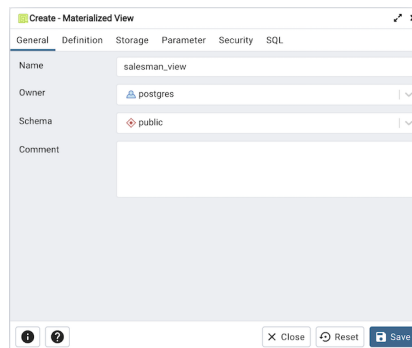 Create - Materialized View
General Definition Storage Parameter Security SQL
Name salesman_view
Owner postgres
Schema public
Comment
Close Reset Save